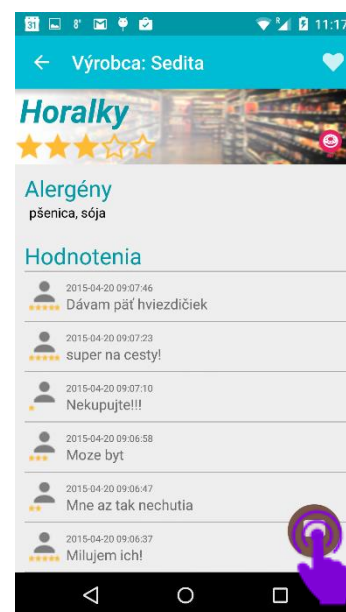 31 8° 11:17
Výrobca: Sedita
Horalky
Alergény
pšenica, sója
Hodnotenia
2015-04-20 09:07:46
Dávam päť hviezdičiek
2015-04-20 09:07:23
super na cesty!
2015-04-20 09:07:10
Nekupujte!!!
2015-04-20 09:06:58
Moze byt
2015-04-20 09:06:47
Mne az tak nechutia
2015-04-20 09:06:37
Milujem ich!